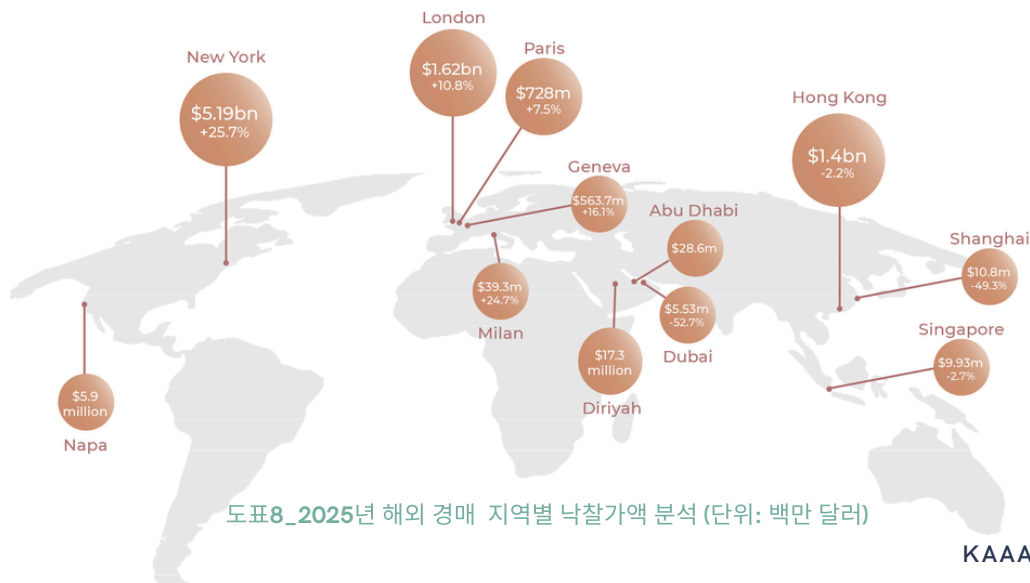 London
$1.62bn
+10.8%
Paris
$728m
+7.5%
New York
$5.19bn
+25.7%
Hong Kong
$1.4bn
-2.2%
Geneva
$563.7m
+16.1%
Abu Dhabi
$28.6m
Shanghai
$10.8m
-49.3%
$39.3m
+24.7%
Milan
$5.53m
-52.7%
Dubai
Singapore
$9.93m
-2.7%
$17.3
million
Diriyah
$5.9
million
Napa
도표8_2025년 해외 경매 지역별 낙찰가액 분석 (단위: 백만 달러)
KAAA